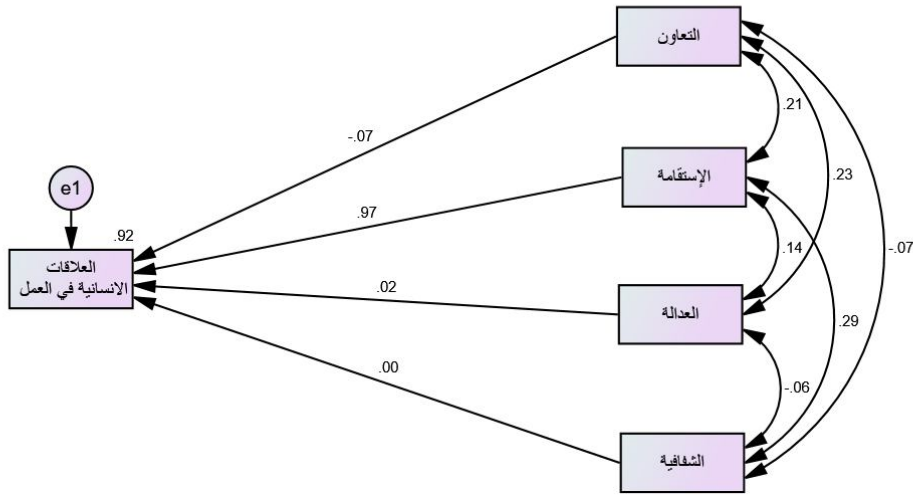 التعاون
.21
-.07
.23
e1
الإستقامة
.97
.92
.14
-.07
العلاقات
الانسانية في العمل
.02
العدالة
.29
.00
-.06
الشفافية